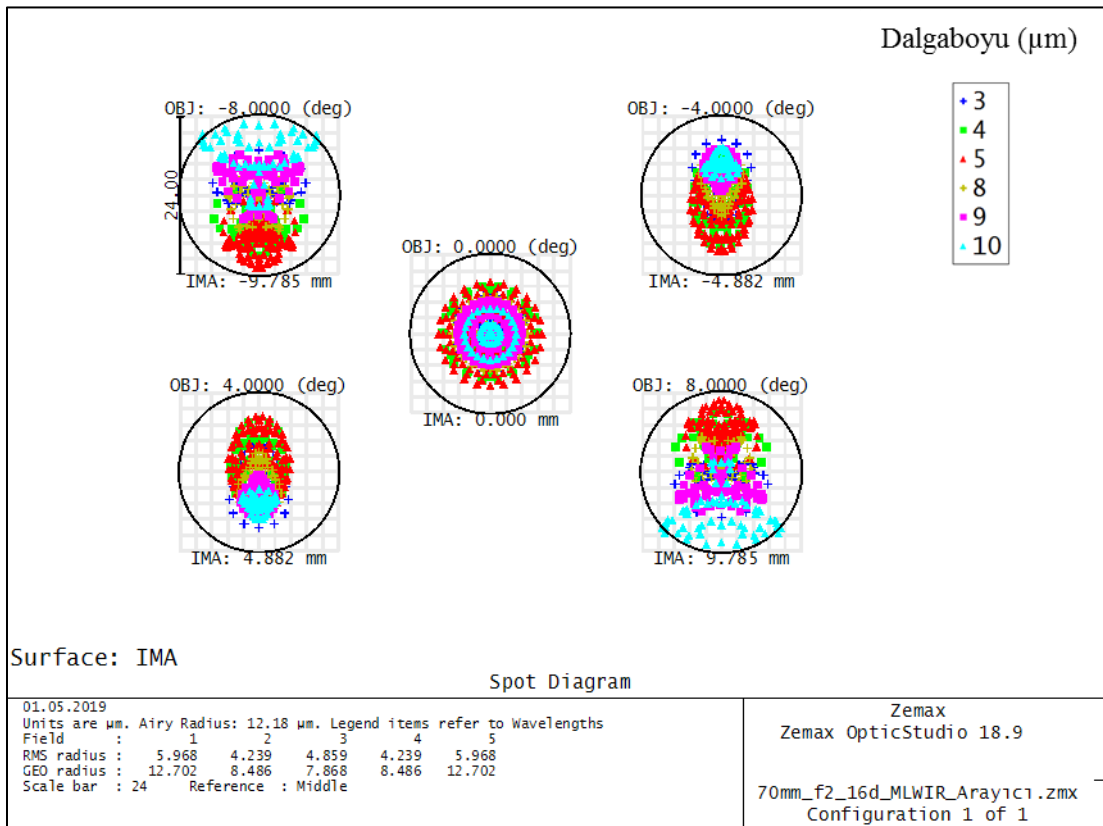 Dalgaboyu (µm)
3
4
5
8
9
10
OBJ: -8.0000 (deg)
24.00
IMA: -9.785 mm
OBJ: -4.0000 (deg)
IMA: -4.882 mm
OBJ: 0.0000 (deg)
IMA: 0.000 mm
OBJ: 4.0000 (deg)
IMA: 4.882 mm
OBJ: 8.0000 (deg)
IMA: 9.785 mm
Surface: IMA
Spot Diagram
01.05.2019
Units are µm. Airy Radius: 12.18 µm. Legend items refer to Wavelengths
Field : 1 2 3 4 5
RMS radius : 5.968 4.239 4.859 4.239 5.968
GEO radius : 12.702 8.486 7.868 8.486 12.702
Scale bar : 24 Reference : Middle
Zemax
Zemax OpticStudio 18.9
70mm_f2_16d_MLWIR_Arayıcı.zmx
Configuration 1 of 1